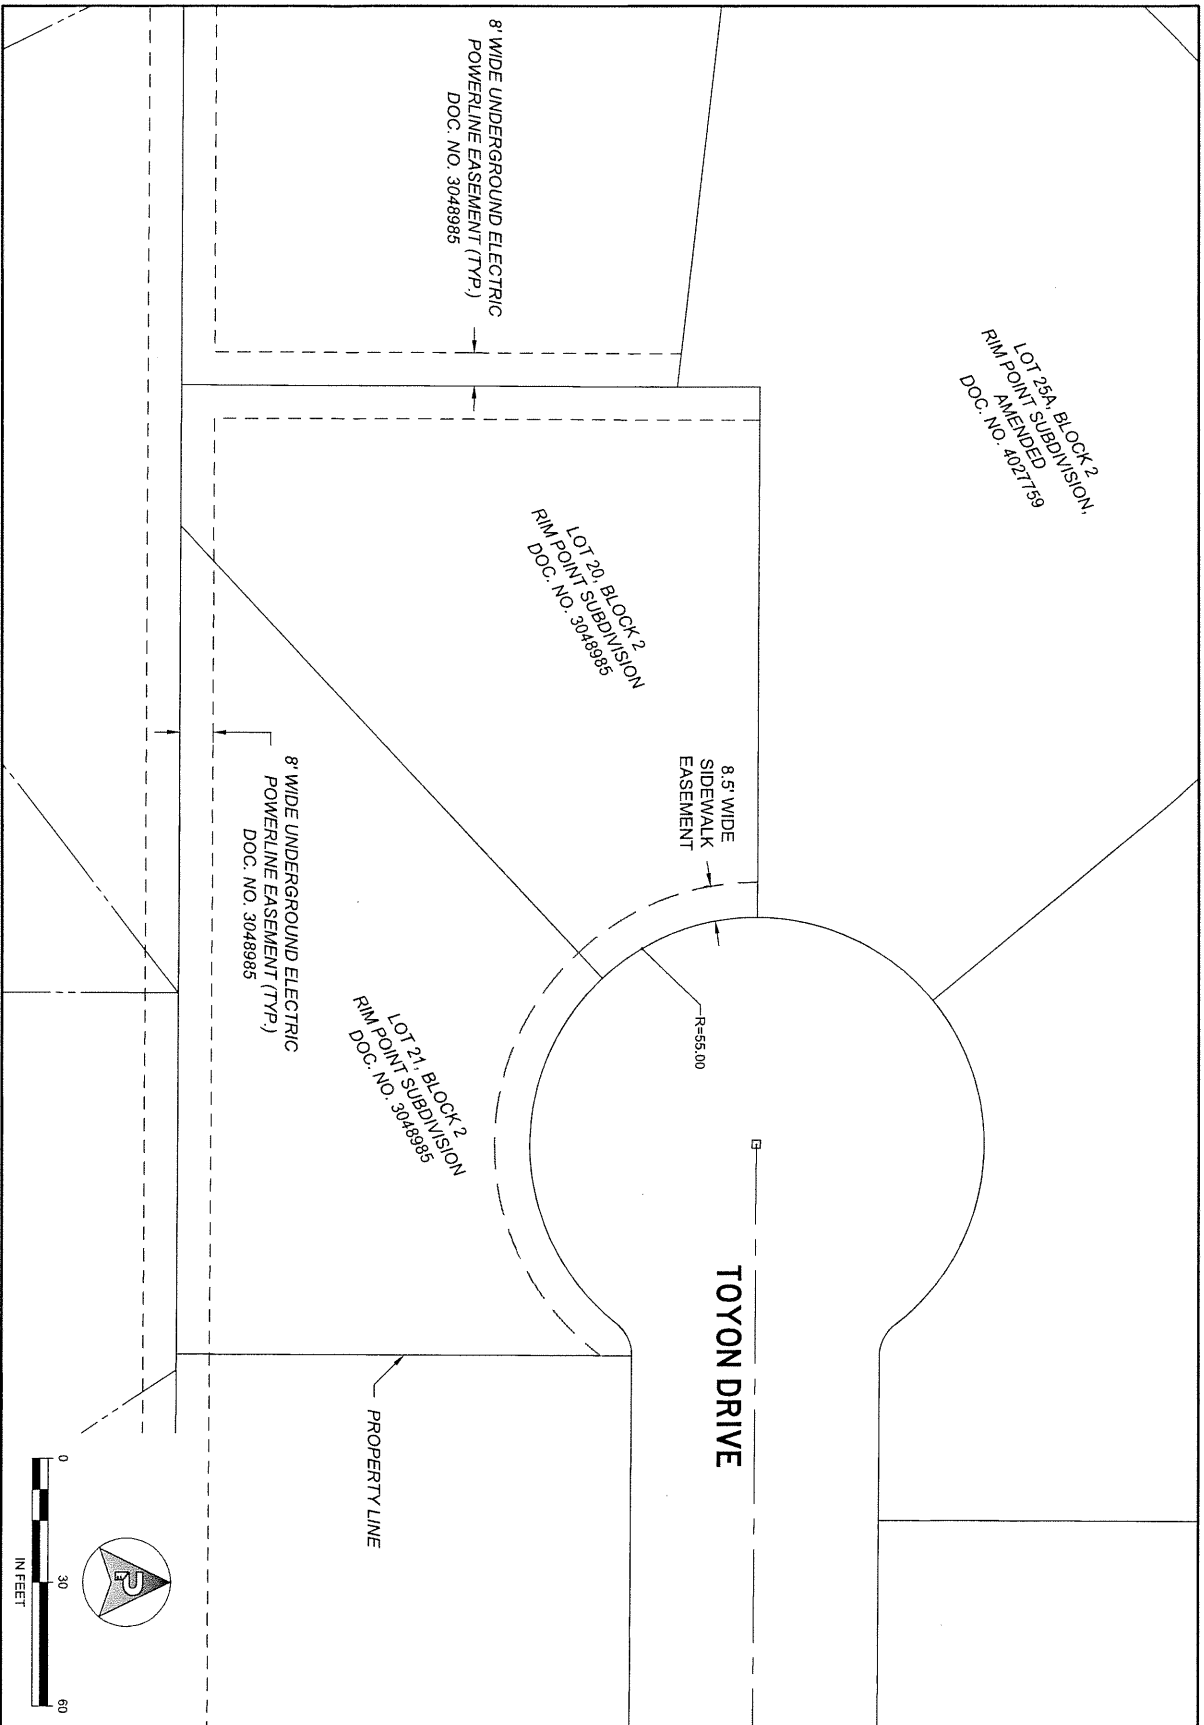 8' WIDE UNDERGROUND ELECTRIC
POWERLINE EASEMENT (TYP.)
DOC. NO. 3048985
LOT 25A, BLOCK 2
RIM POINT SUBDIVISION,
AMENDED
DOC. NO. 4027759
LOT 20, BLOCK 2
RIM POINT SUBDIVISION
DOC. NO. 3048985
8.5' WIDE
SIDEWALK
EASEMENT
R=55.00
8' WIDE UNDERGROUND ELECTRIC
POWERLINE EASEMENT (TYP.)
DOC. NO. 3048985
LOT 21, BLOCK 2
RIM POINT SUBDIVISION
DOC. NO. 3048985
TOYON DRIVE
PROPERTY LINE
0 30 60
IN FEET